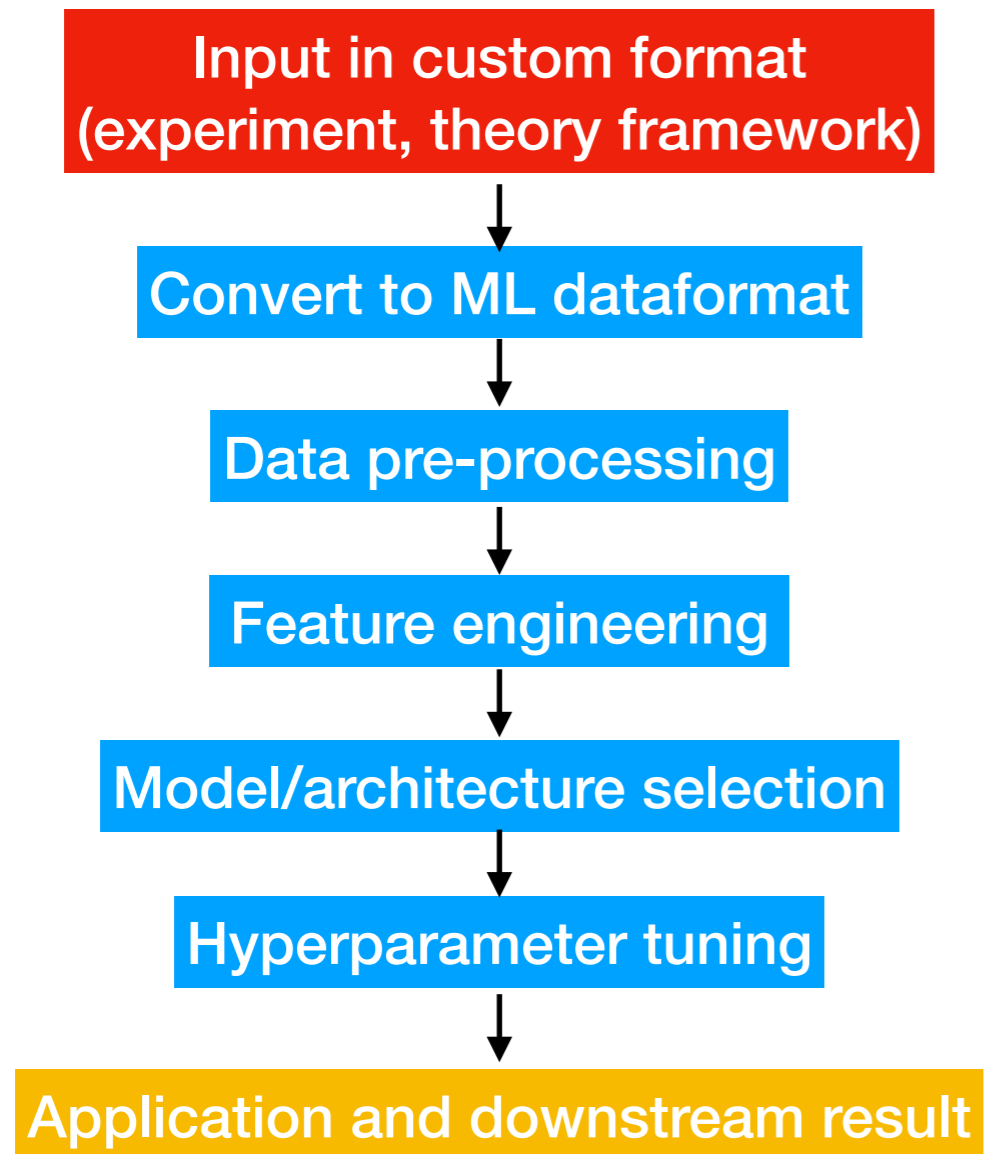 Input in custom format
(experiment, theory framework)
Convert to ML dataformat
Data pre-processing
Feature engineering
Model/architecture selection
Hyperparameter tuning
Application and downstream result